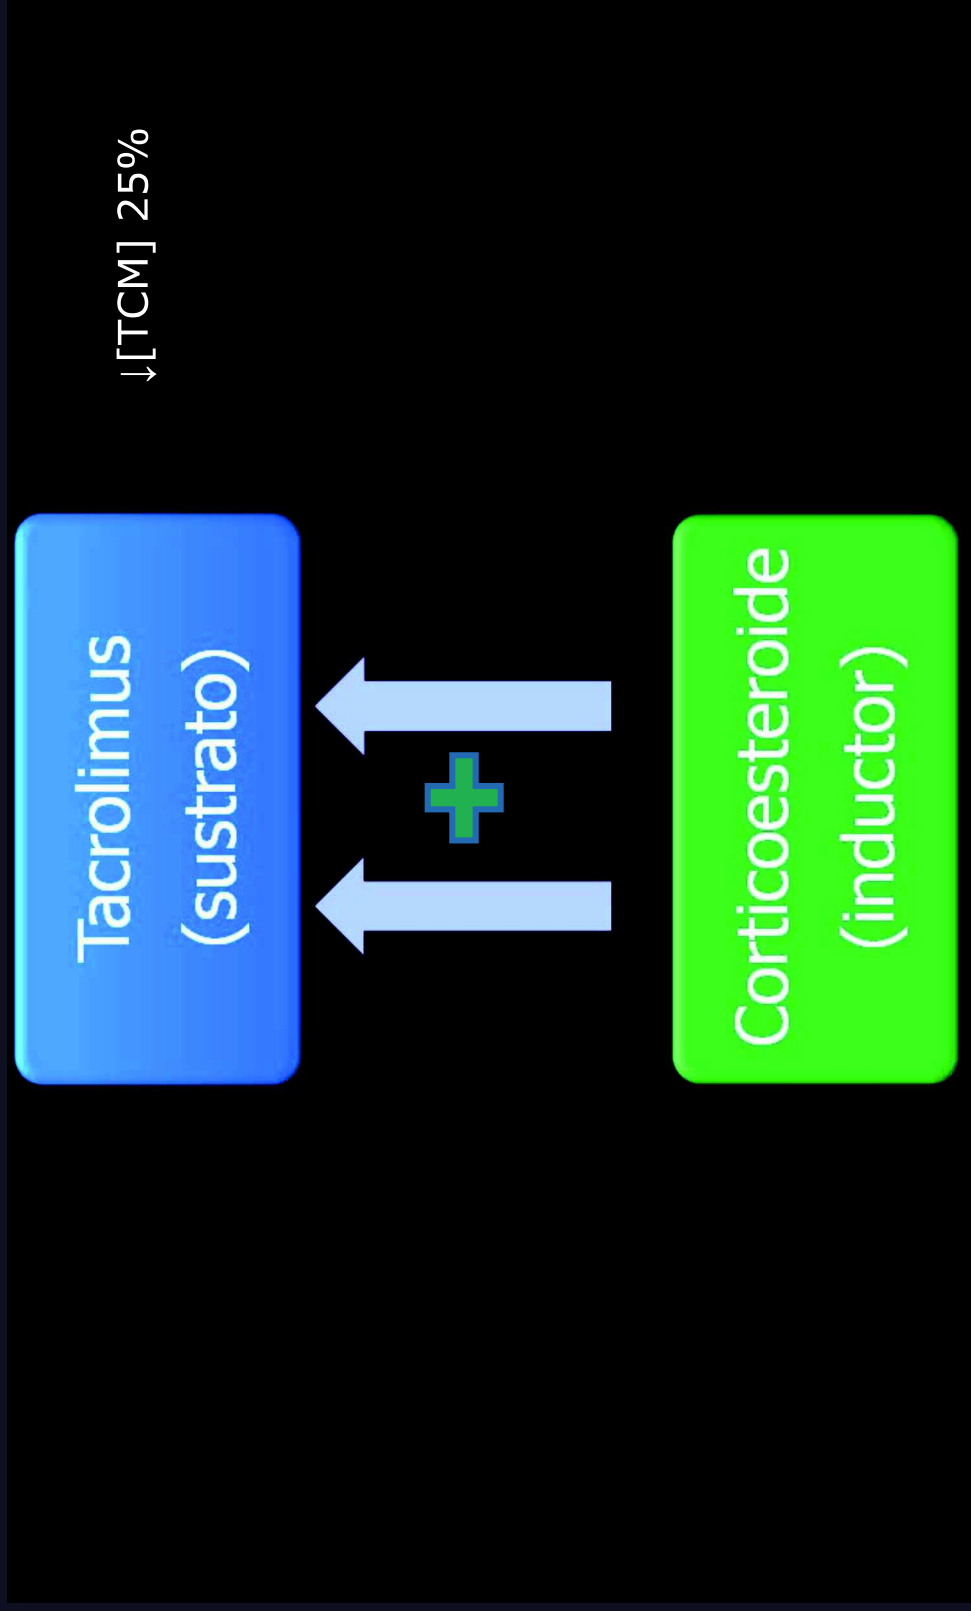 Tacrolimus
(sustrato)
↓[TCM] 25%
Corticoesteroide
(inductor)